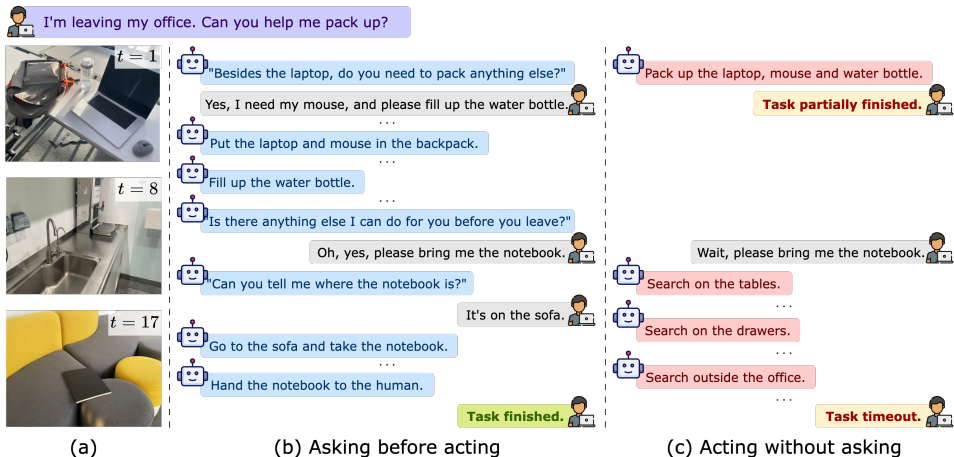 I'm leaving my office. Can you help me pack up?
t = 1
t = 8
t = 17
(a)
"Besides the laptop, do you need to pack anything else?"
Yes, I need my mouse, and please fill up the water bottle.
...
Put the laptop and mouse in the backpack.
...
Fill up the water bottle.
"Is there anything else I can do for you before you leave?"
Oh, yes, please bring me the notebook.
"Can you tell me where the notebook is?"
It's on the sofa.
Go to the sofa and take the notebook.
...
Hand the notebook to the human.
Task finished.
(b) Asking before acting
Pack up the laptop, mouse and water bottle.
Task partially finished.
Wait, please bring me the notebook.
Search on the tables.
...
Search on the drawers.
...
Search outside the office.
...
Task timeout.
(c) Acting without asking